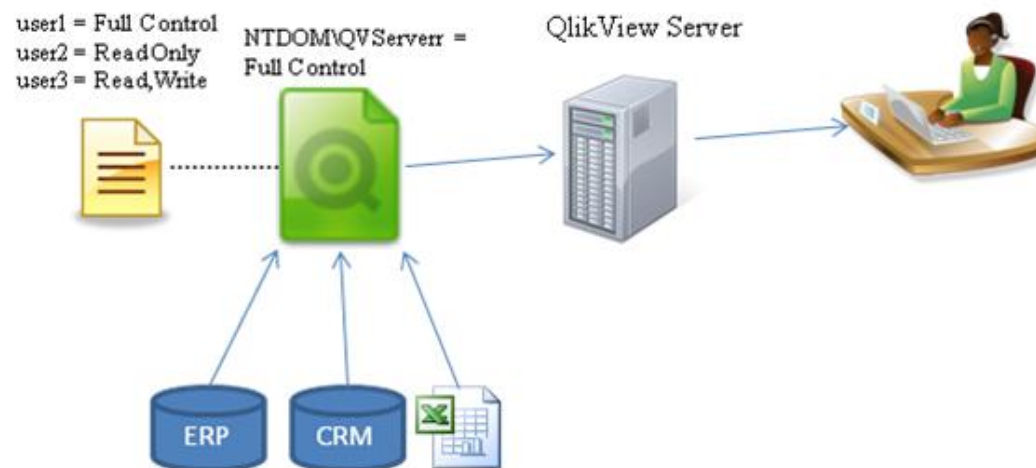 user1 = Full Control
user2 = ReadOnly
user3 = Read,Write
NTDOM\QVServerr =
Full Control
QlikView Server
ERP
CRM
X